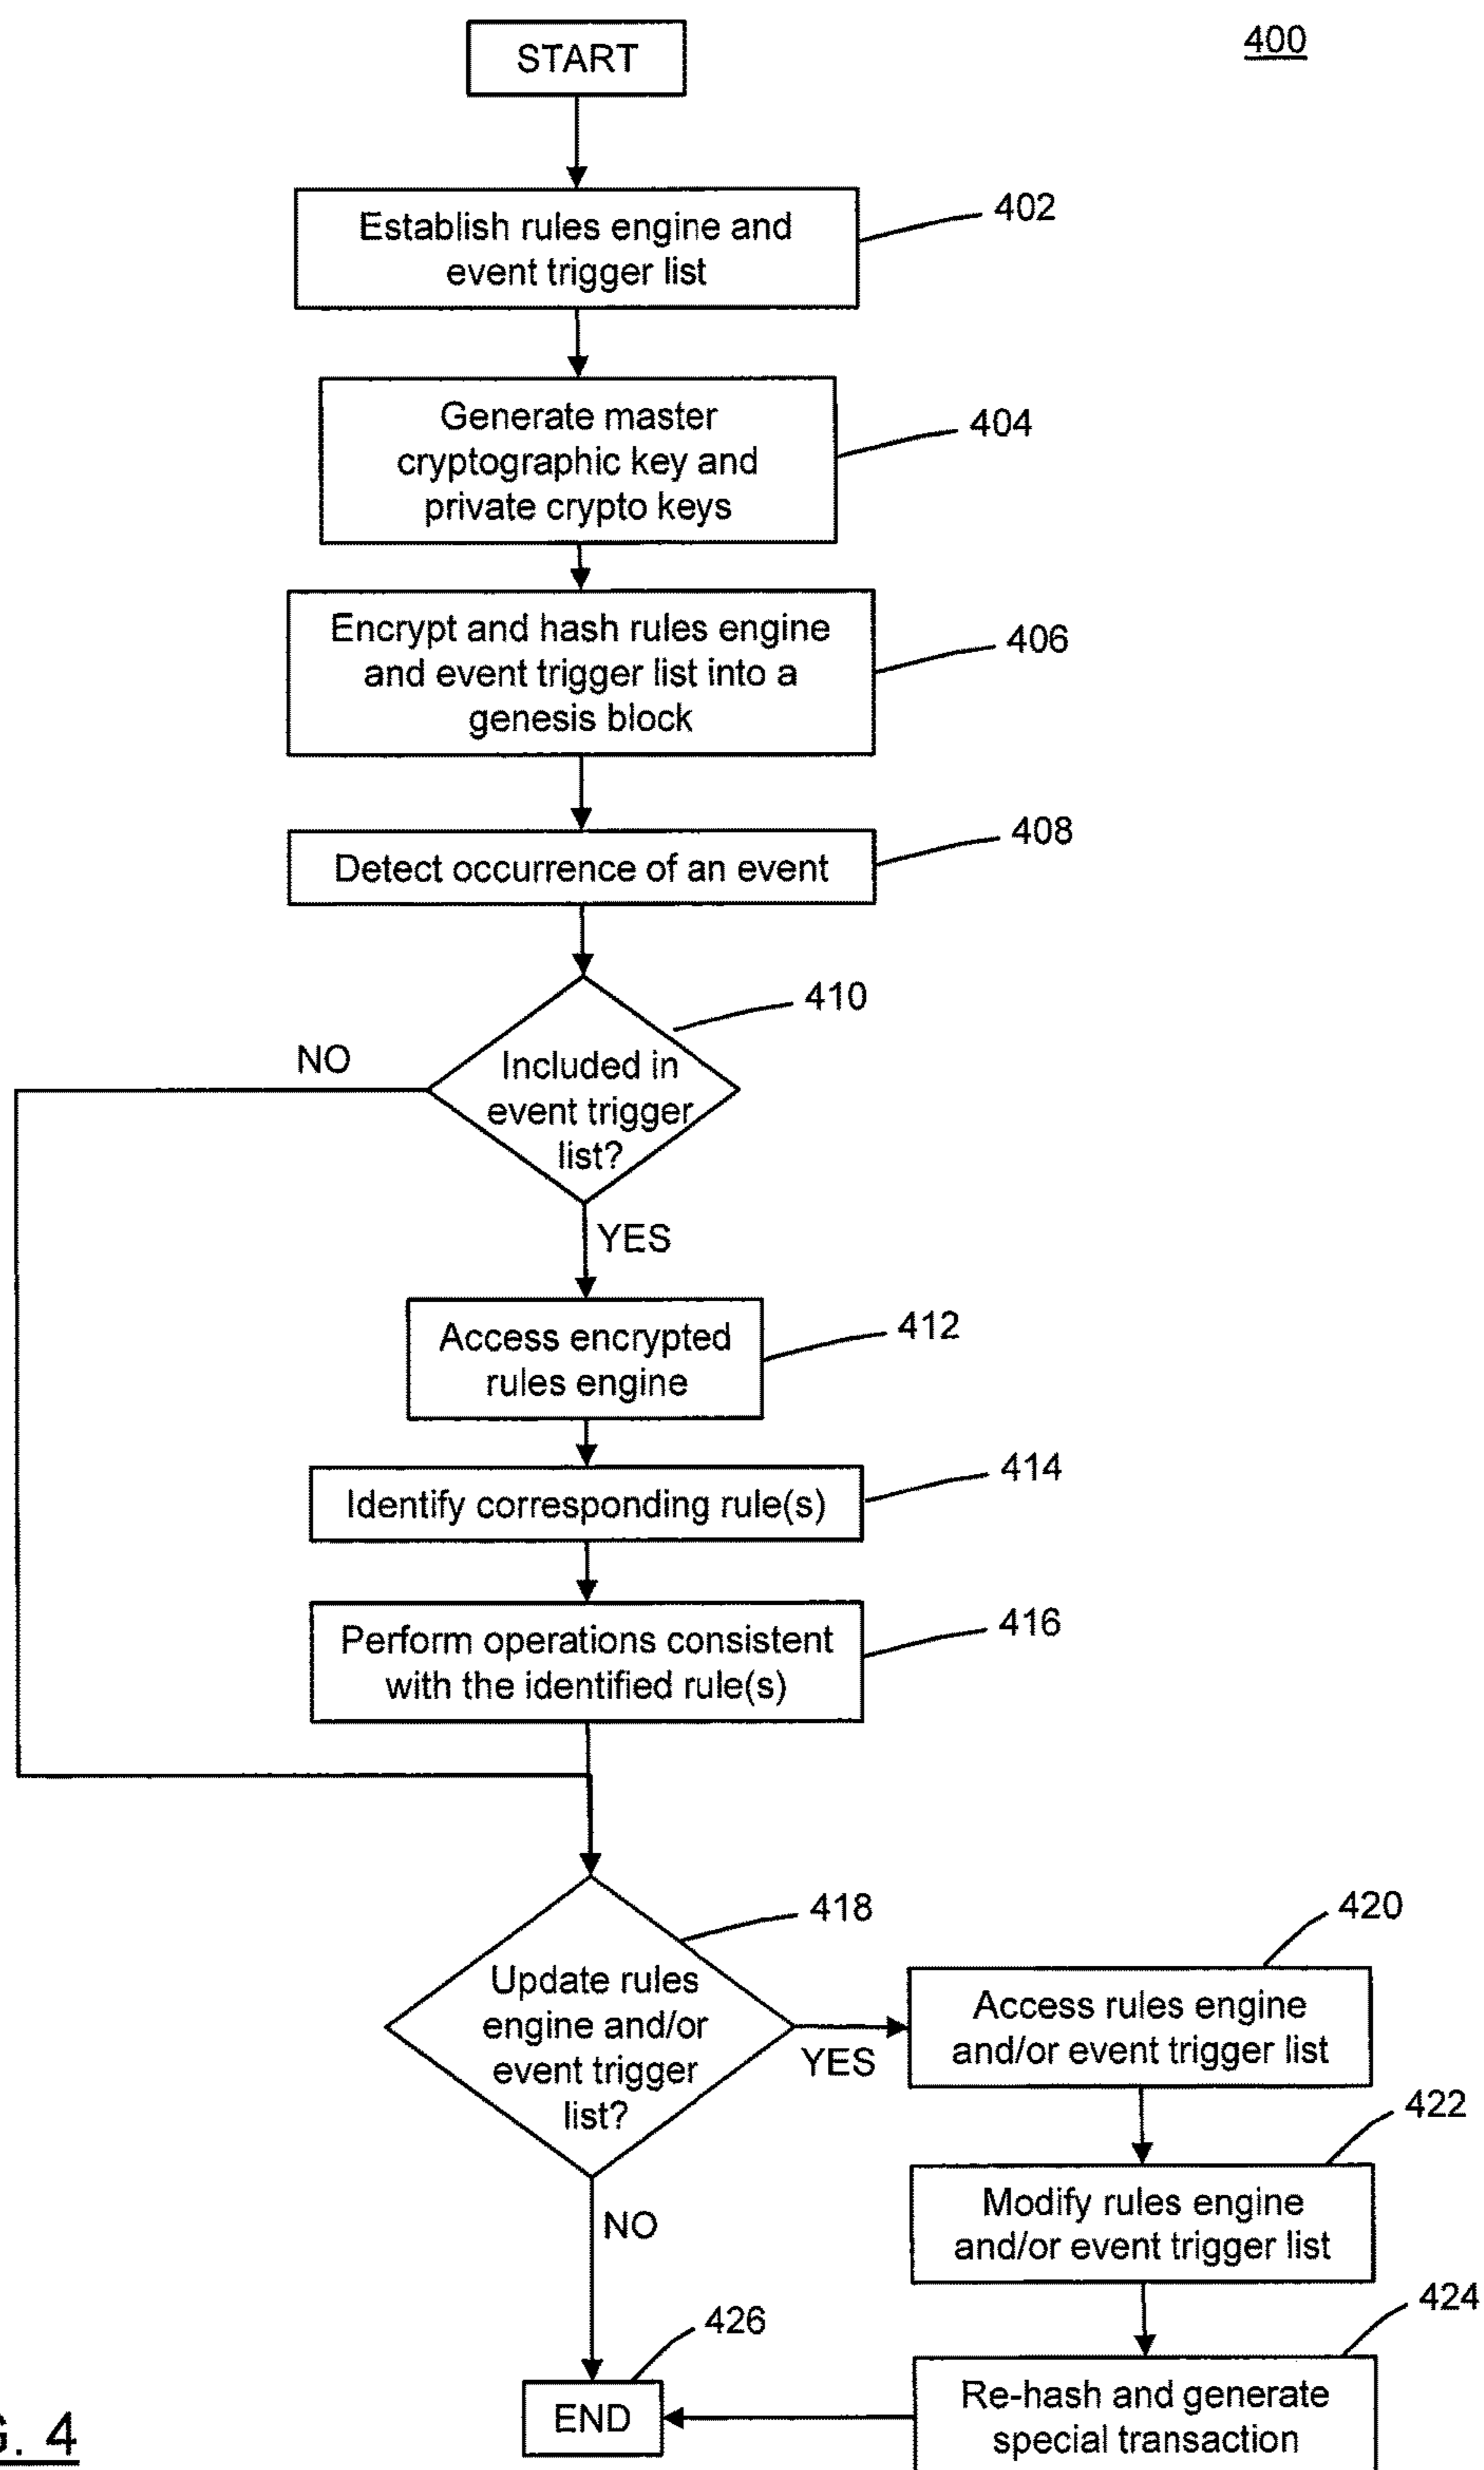 400
START
Establish rules engine and
event trigger list
402
Generate master
cryptographic key and
private crypto keys
404
Encrypt and hash rules engine
and event trigger list into a
genesis block
406
Detect occurrence of an event
408
410
Included in
event trigger
list?
NO
YES
Access encrypted
rules engine
412
Identify corresponding rule(s)
414
Perform operations consistent
with the identified rule(s)
416
418
Update rules
engine and/or
event trigger
list?
YES
NO
420
Access rules engine
and/or event trigger list
422
Modify rules engine
and/or event trigger list
424
Re-hash and generate
special transaction
426
END
G. 4